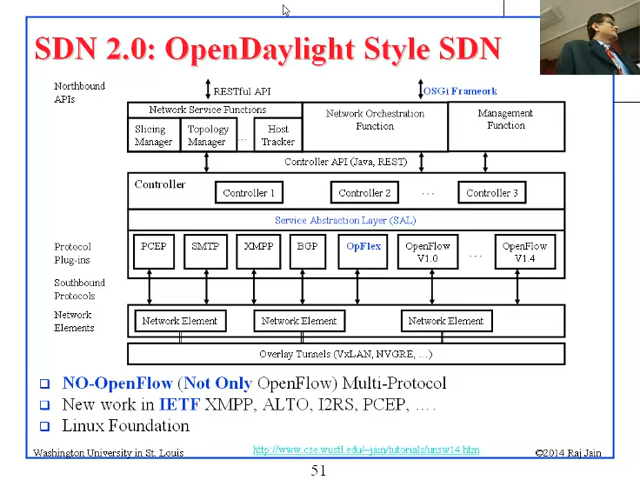 SDN 2.0: OpenDaylight Style SDN
Northbound
APIs
RESTful API
OSGi Frameork
Network Service Functions
Slicing
Manager
Topology
Manager
...
Host
Tracker
Network Orchestration
Function
Management
Function
Controller API (Java, REST)
Controller
Controller 1
Controller 2
...
Controller 3
Service Abstraction Layer (SAL)
Protocol
Plug-ins
PCEP
SMTP
XMPP
BGP
OpFlex
OpenFlow
V1.0
...
OpenFlow
V1.4
Southbound
Protocols
Network
Elements
Network Element
Network Element
Network Element
Overlay Tunnels (VxLAN, NVGRE, …)
NO-OpenFlow (Not Only OpenFlow) Multi-Protocol
New work in IETF XMPP, ALTO, I2RS, PCEP, ….
Linux Foundation
Washington University in St. Louis
http://www.cse.wustl.edu/~jain/tutorials/unsw14.htm
©2014 Raj Jain
51